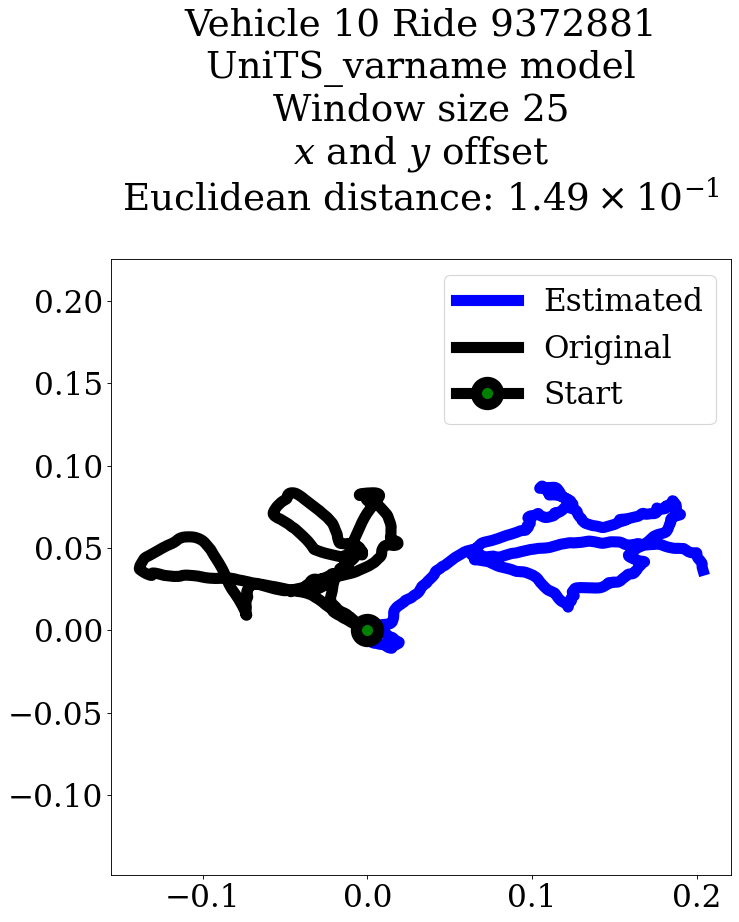 Vehicle 10 Ride 9372881
UniTS_varname model
Window size 25
x and y offset
Euclidean distance: 1.49 × 10⁻¹
Estimated
Original
Start
0.20
0.15
0.10
0.05
0.00
−0.05
−0.10
−0.1 0.0 0.1 0.2